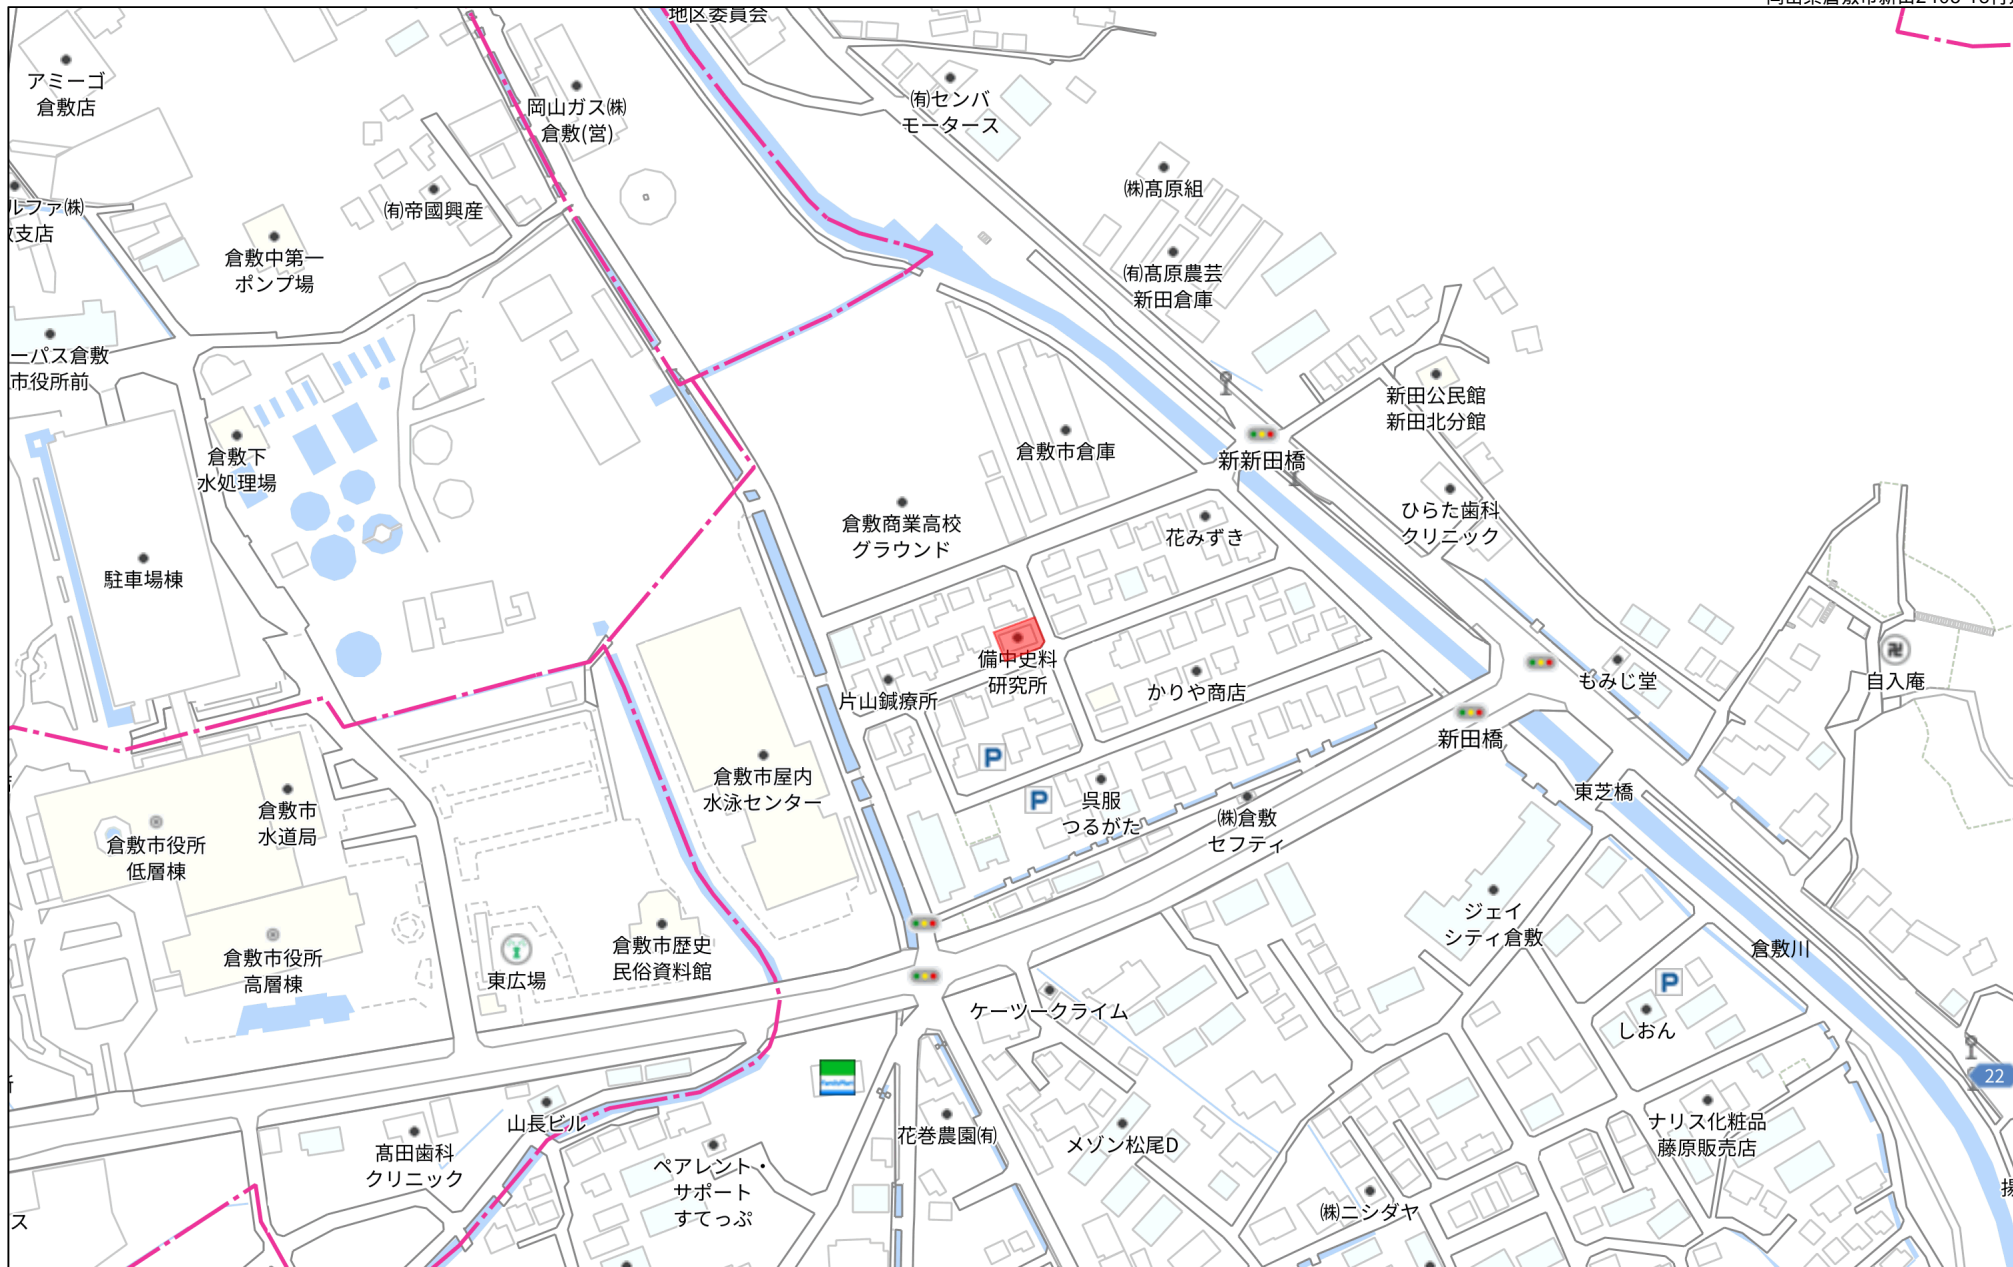 地区委員会
アミーゴ
倉敷店
岡山ガス㈱
倉敷(営)
㈲センバ
モータース
㈱髙原組
ルファ㈱
支店
㈲帝國興産
倉敷中第一
ポンプ場
㈲髙原農芸
新田倉庫
ーパス倉敷
市役所前
新田公民館
新田北分館
倉敷下
水処理場
倉敷市倉庫
新新田橋
倉敷商業高校
グラウンド
花みずき
ひらた歯科
クリニック
駐車場棟
備中史料
研究所
片山鍼療所
かりや商店
もみじ堂
卍
自入庵
新田橋
P
倉敷市屋内
水泳センター
P
呉服
つるがた
㈱倉敷
セフティ
東芝橋
倉敷市
水道局
倉敷市役所
低層棟
ジェイ
シティ倉敷
倉敷市歴史
民俗資料館
倉敷市役所
高層棟
東広場
倉敷川
P
しおん
ケーツークライム
FamilyMart
22
山長ビル
花巻農園㈲
メゾン松尾D
ナリス化粧品
藤原販売店
髙田歯科
クリニック
ペアレント・
サポート
すてっぷ
㈱ニシダヤ
ス